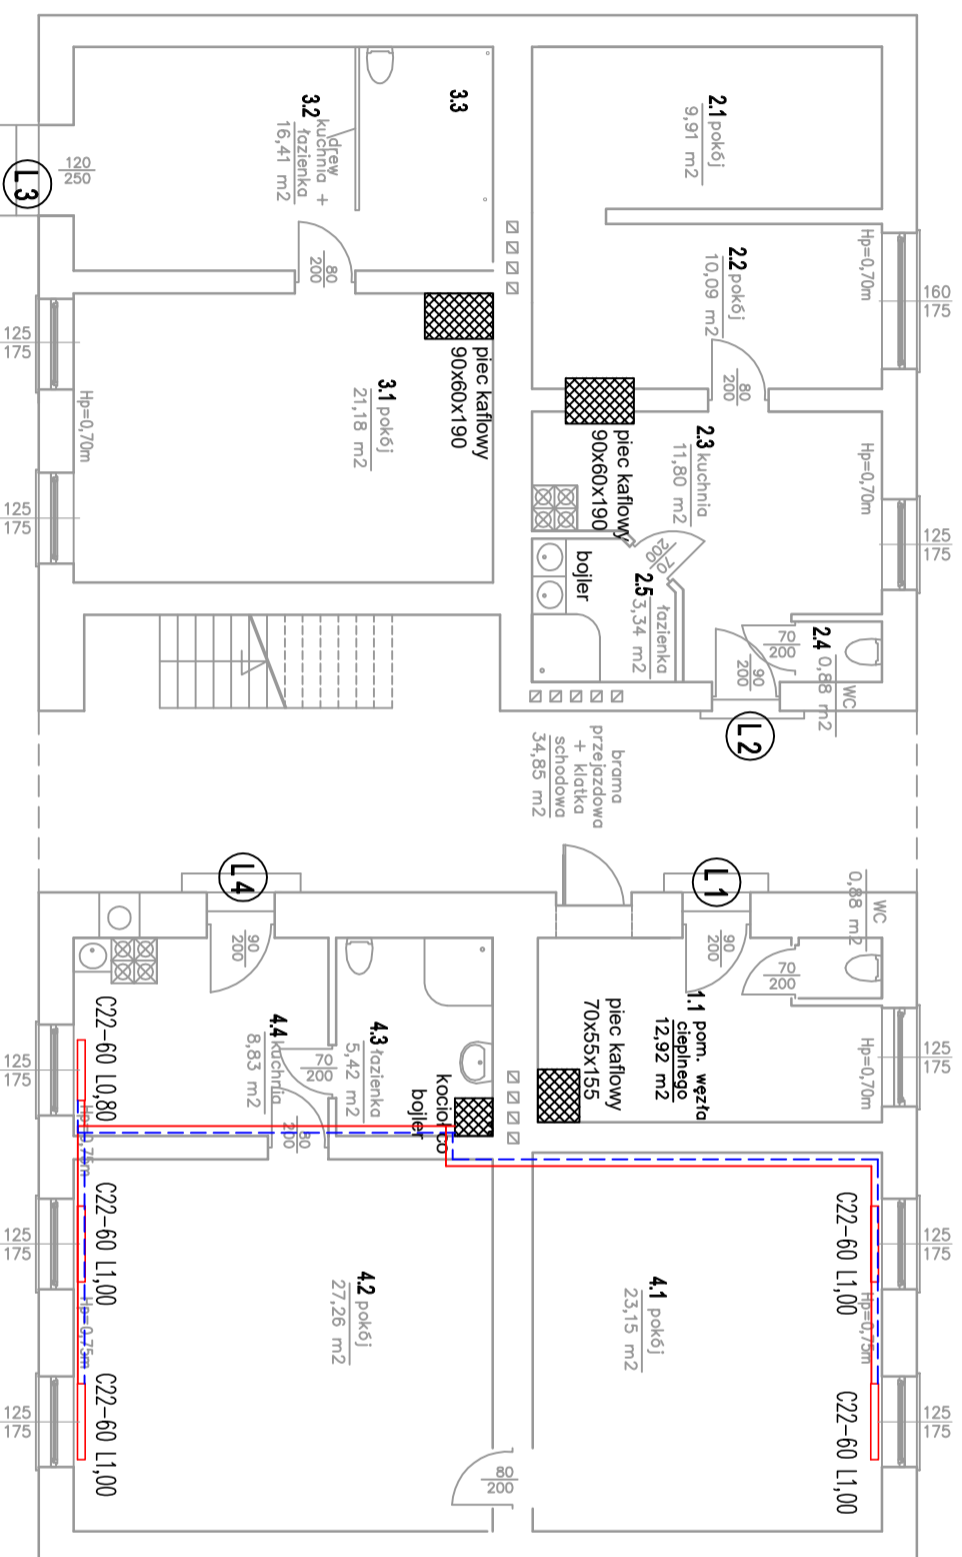 3.3
3.2 kuchnia +
łazienka
16,41 m2
drew
120
250
L3
80
200
2.1 pokój
9,91 m2
2.2 pokój
10,09 m2
Hp=0,70m
160
175
80
200
piec kaflowy
90x60x190
3.1 pokój
21,18 m2
Hp=0,70m
125
175
125
175
piec kaflowy
90x60x190
2.3 kuchnia
11,80 m2
Hp=0,70m
125
175
70
200
bojler
2.5 łazienka
3,34 m2
2.4 WC
0,88 m2
70
200
90
200
L2
brama
przejazdowa
+ klatka
schodowa
34,85 m2
L4
L1
WC
0,88 m2
90
200
90
200
70
200
1.1 pom. węzła
cieplnego
12,92 m2
piec kaflowy
70x55x155
Hp=0,70m
125
175
4.3 łazienka
5,42 m2
4.4 kuchnia
8,83 m2
70
200
80
200
kocioł co
bojler
C22-60 L0,80
Hp=0,75m
125
175
C22-60 L1,00
125
175
Hp=0,75m
C22-60 L1,00
125
175
4.2 pokój
27,26 m2
4.1 pokój
23,15 m2
C22-60 L1,00
125
175
Hp=0,75m
C22-60 L1,00
125
175
80
200